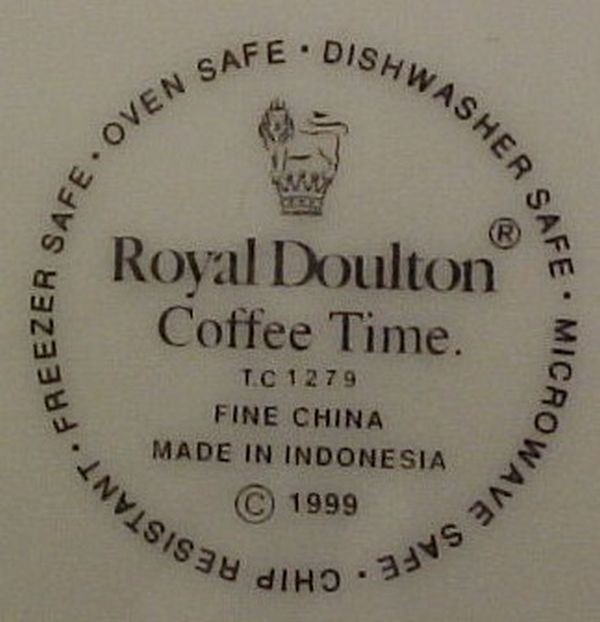 OVEN SAFE · DISHWASHER SAFE · MICROWAVE SAFE · CHIP RESISTANT · FREEZER SAFE ·
Royal Doulton®
Coffee Time.
T.C 1279
FINE CHINA
MADE IN INDONESIA
© 1999